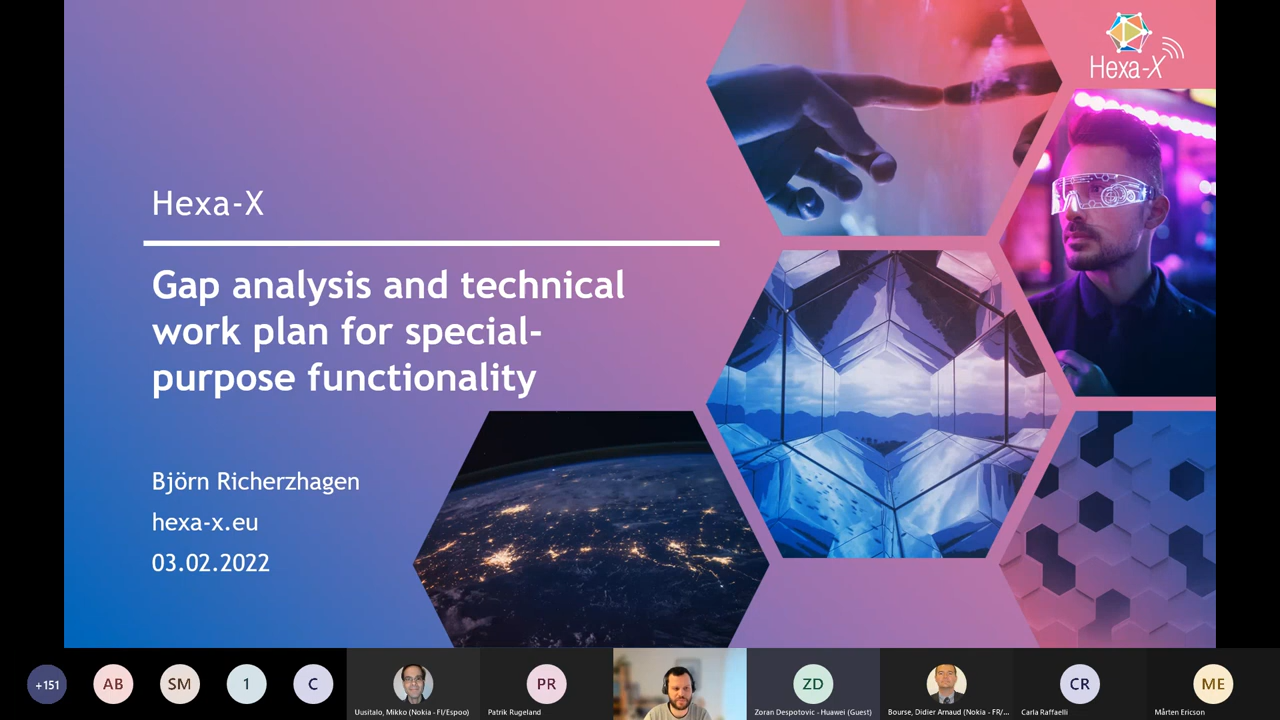 Hexa-X
Hexa-X
Gap analysis and technical
work plan for special-
purpose functionality
Björn Richerzhagen
hexa-x.eu
03.02.2022
+151
AB
SM
1
C
Uusitalo, Mikko (Nokia - FI/Espoo)
PR
Patrik Rugeland
ZD
Zoran Despotovic - Huawei (Guest)
Bourse, Didier Arnaud (Nokia - FR/...
CR
Carla Raffaelli
ME
Mårten Ericson